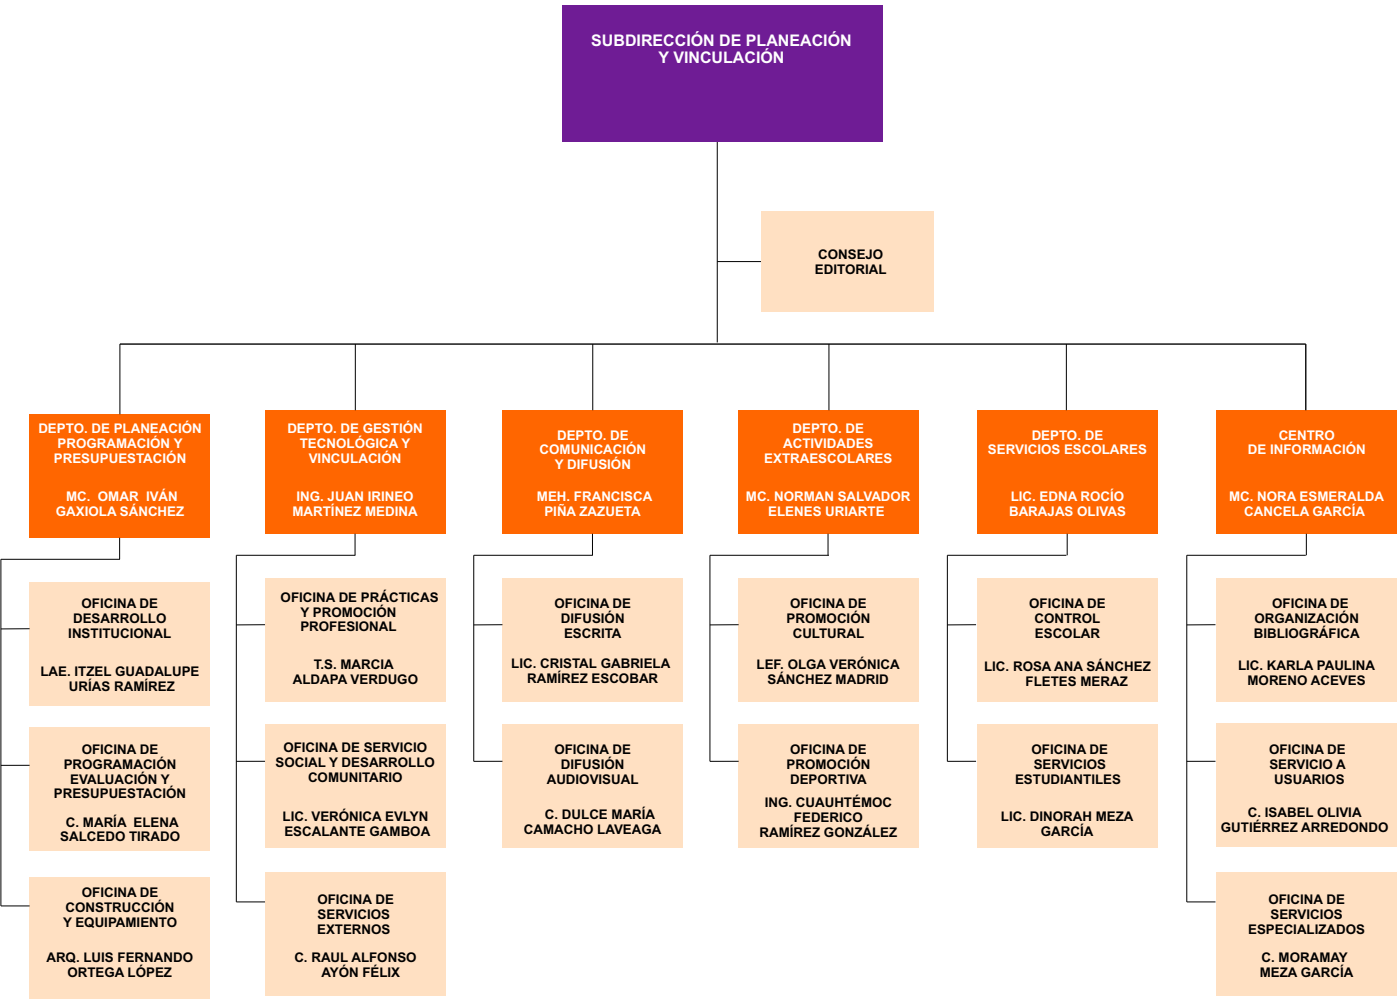 SUBDIRECCIÓN DE PLANEACIÓN
Y VINCULACIÓN
CONSEJO
EDITORIAL
DEPTO. DE PLANEACIÓN
PROGRAMACIÓN Y
PRESUPUESTACIÓN
MC. OMAR IVÁN
GAXIOLA SÁNCHEZ
DEPTO. DE GESTIÓN
TECNOLÓGICA Y
VINCULACIÓN
ING. JUAN IRINEO
MARTÍNEZ MEDINA
DEPTO. DE
COMUNICACIÓN
Y DIFUSIÓN
MEH. FRANCISCA
PIÑA ZAZUETA
DEPTO. DE
ACTIVIDADES
EXTRAESCOLARES
MC. NORMAN SALVADOR
ELENES URIARTE
DEPTO. DE
SERVICIOS ESCOLARES
LIC. EDNA ROCÍO
BARAJAS OLIVAS
CENTRO
DE INFORMACIÓN
MC. NORA ESMERALDA
CANCELA GARCÍA
OFICINA DE
DESARROLLO
INSTITUCIONAL
LAE. ITZEL GUADALUPE
URÍAS RAMÍREZ
OFICINA DE PRÁCTICAS
Y PROMOCIÓN
PROFESIONAL
T.S. MARCIA
ALDAPA VERDUGO
OFICINA DE
DIFUSIÓN
ESCRITA
LIC. CRISTAL GABRIELA
RAMÍREZ ESCOBAR
OFICINA DE
PROMOCIÓN
CULTURAL
LEF. OLGA VERÓNICA
SÁNCHEZ MADRID
OFICINA DE
CONTROL
ESCOLAR
LIC. ROSA ANA SÁNCHEZ
FLETES MERAZ
OFICINA DE
ORGANIZACIÓN
BIBLIOGRÁFICA
LIC. KARLA PAULINA
MORENO ACEVES
OFICINA DE
PROGRAMACIÓN
EVALUACIÓN Y
PRESUPUESTACIÓN
C. MARÍA ELENA
SALCEDO TIRADO
OFICINA DE SERVICIO
SOCIAL Y DESARROLLO
COMUNITARIO
LIC. VERÓNICA EVLYN
ESCALANTE GAMBOA
OFICINA DE
DIFUSIÓN
AUDIOVISUAL
C. DULCE MARÍA
CAMACHO LAVEAGA
OFICINA DE
PROMOCIÓN
DEPORTIVA
ING. CUAUHTÉMOC
FEDERICO
RAMÍREZ GONZÁLEZ
OFICINA DE
SERVICIOS
ESTUDIANTILES
LIC. DINORAH MEZA
GARCÍA
OFICINA DE
SERVICIO A
USUARIOS
C. ISABEL OLIVIA
GUTIÉRREZ ARREDONDO
OFICINA DE
CONSTRUCCIÓN
Y EQUIPAMIENTO
ARQ. LUIS FERNANDO
ORTEGA LÓPEZ
OFICINA DE
SERVICIOS
EXTERNOS
C. RAUL ALFONSO
AYÓN FÉLIX
OFICINA DE
SERVICIOS
ESPECIALIZADOS
C. MORAMAY
MEZA GARCÍA